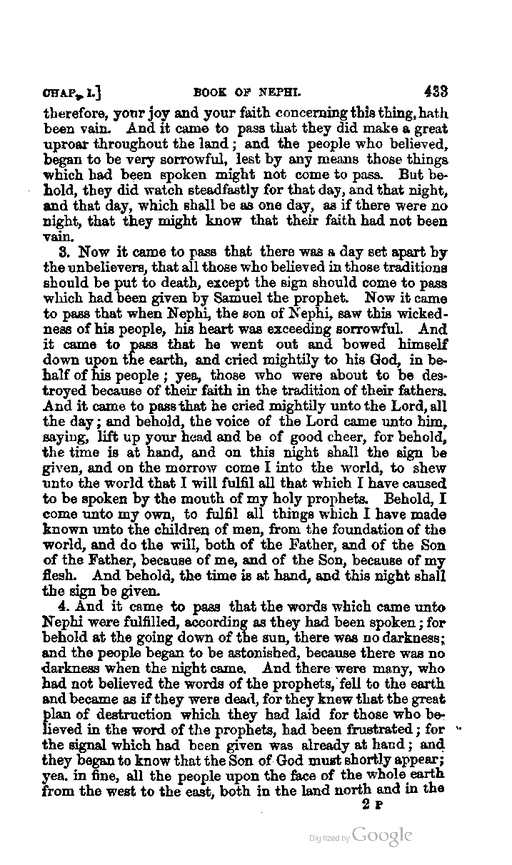 CHAP. I.] BOOK OF NEPHI. 433
therefore, your joy and your faith concerning this thing, hath
been vain. And it came to pass that they did make a great
uproar throughout the land; and the people who believed,
began to be very sorrowful, lest by any means those things
which had been spoken might not come to pass. But be-
hold, they did watch steadfastly for that day, and that night,
and that day, which shall be as one day, as if there were no
night, that they might know that their faith had not been
vain.
3. Now it came to pass that there was a day set apart by
the unbelievers, that all those who believed in those traditions
should be put to death, except the sign should come to pass
which had been given by Samuel the prophet. Now it came
to pass that when Nephi, the son of Nephi, saw this wicked-
ness of his people, his heart was exceeding sorrowful. And
it came to pass that he went out and bowed himself
down upon the earth, and cried mightily to his God, in be-
half of his people; yea, those who were about to be des-
troyed because of their faith in the tradition of their fathers.
And it came to pass that he cried mightily unto the Lord, all
the day; and behold, the voice of the Lord came unto him,
saying, lift up your head and be of good cheer, for behold,
the time is at hand, and on this night shall the sign be
given, and on the morrow come I into the world, to shew
unto the world that I will fulfil all that which I have caused
to be spoken by the mouth of my holy prophets. Behold, I
come unto my own, to fulfil all things which I have made
known unto the children of men, from the foundation of the
world, and do the will, both of the Father, and of the Son
of the Father, because of me, and of the Son, because of my
flesh. And behold, the time is at hand, and this night shall
the sign be given.
4. And it came to pass that the words which came unto
Nephi were fulfilled, according as they had been spoken; for
behold at the going down of the sun, there was no darkness;
and the people began to be astonished, because there was no
darkness when the night came. And there were many, who
had not believed the words of the prophets, fell to the earth
and became as if they were dead, for they knew that the great
plan of destruction which they had laid for those who be-
lieved in the word of the prophets, had been frustrated; for
the signal which had been given was already at hand; and
they began to know that the Son of God must shortly appear;
yea. in fine, all the people upon the face of the whole earth
from the west to the east, both in the land north and in the
2 P
Digitized by Google